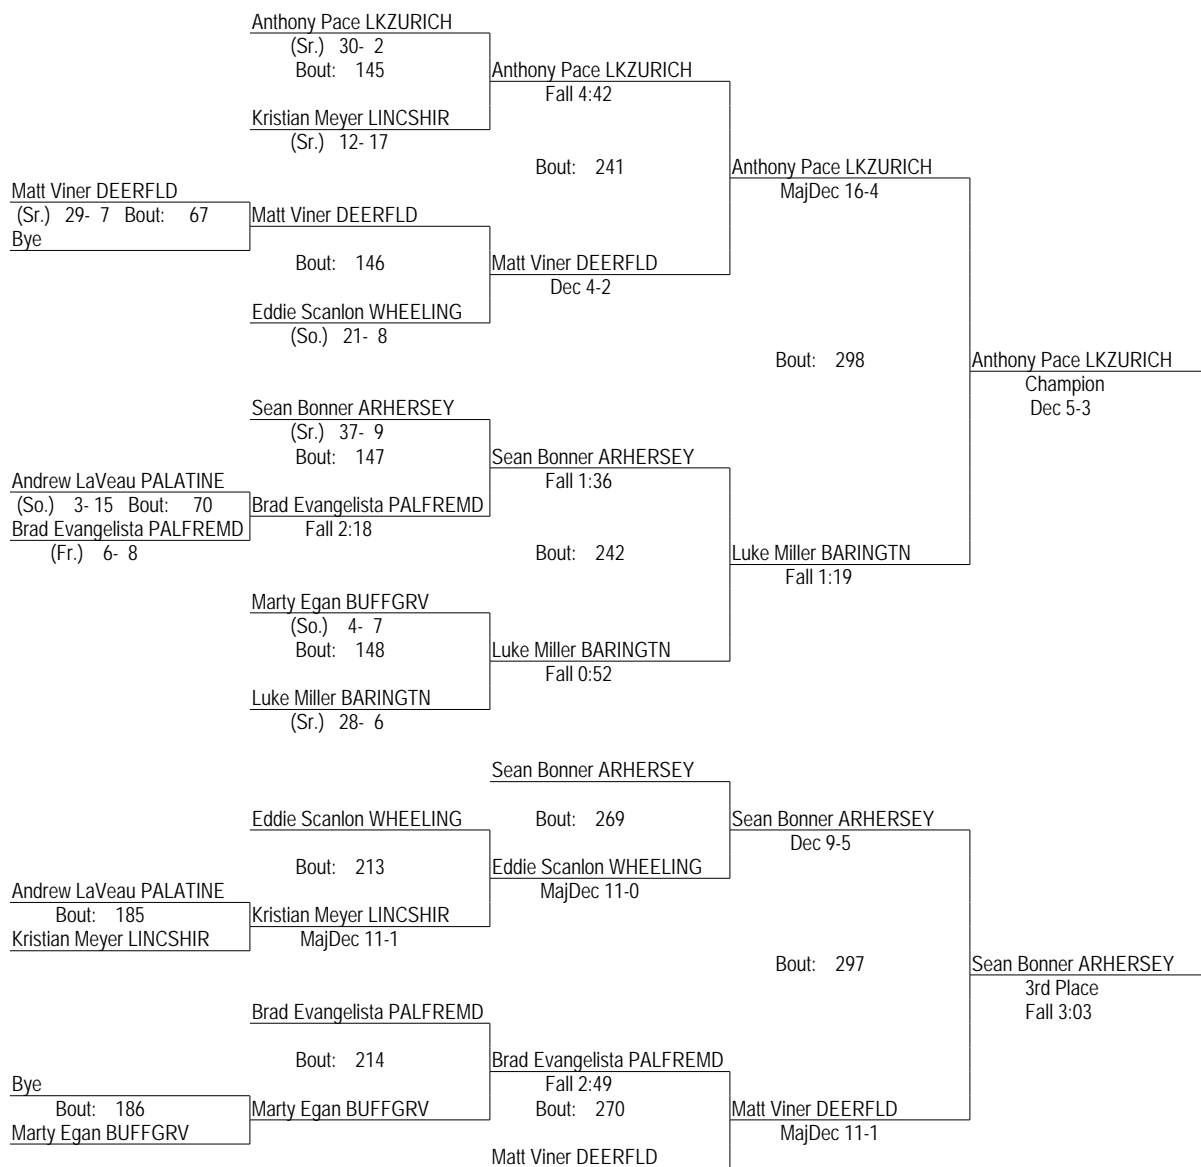 Anthony Pace LKZURICH
(Sr.) 30- 2
Bout: 145
Anthony Pace LKZURICH
Fall 4:42
Kristian Meyer LINCSHIR
(Sr.) 12- 17
Bout: 241
Anthony Pace LKZURICH
MajDec 16-4
Matt Viner DEERFLD
(Sr.) 29- 7 Bout: 67
Bye
Matt Viner DEERFLD
Bout: 146
Matt Viner DEERFLD
Dec 4-2
Eddie Scanlon WHEELING
(So.) 21- 8
Bout: 298
Anthony Pace LKZURICH
Champion
Dec 5-3
Sean Bonner ARHERSEY
(Sr.) 37- 9
Bout: 147
Sean Bonner ARHERSEY
Fall 1:36
Andrew LaVeau PALATINE
(So.) 3- 15 Bout: 70
Brad Evangelista PALFREMD
(Fr.) 6- 8
Brad Evangelista PALFREMD
Fall 2:18
Bout: 242
Luke Miller BARINGTN
Fall 1:19
Marty Egan BUFFGRV
(So.) 4- 7
Bout: 148
Luke Miller BARINGTN
Fall 0:52
Luke Miller BARINGTN
(Sr.) 28- 6
Sean Bonner ARHERSEY
Eddie Scanlon WHEELING
Bout: 269
Sean Bonner ARHERSEY
Dec 9-5
Bout: 213
Eddie Scanlon WHEELING
MajDec 11-0
Andrew LaVeau PALATINE
Bout: 185
Kristian Meyer LINCSHIR
Kristian Meyer LINCSHIR
MajDec 11-1
Bout: 297
Sean Bonner ARHERSEY
3rd Place
Fall 3:03
Brad Evangelista PALFREMD
Bout: 214
Brad Evangelista PALFREMD
Fall 2:49
Bye
Bout: 186
Marty Egan BUFFGRV
Marty Egan BUFFGRV
Bout: 270
Matt Viner DEERFLD
MajDec 11-1
Matt Viner DEERFLD